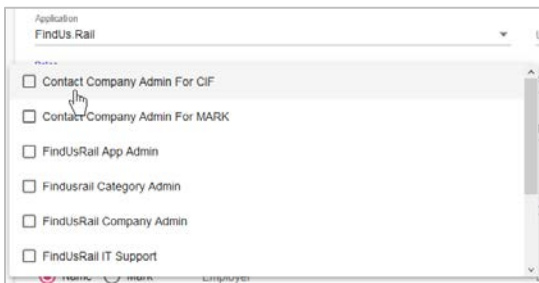 Application
FindUs.Rail
Contact Company Admin For CIF
Contact Company Admin For MARK
FindUsRail App Admin
Findusrail Category Admin
FindUsRail Company Admin
FindUsRail IT Support
Name Mark Employer